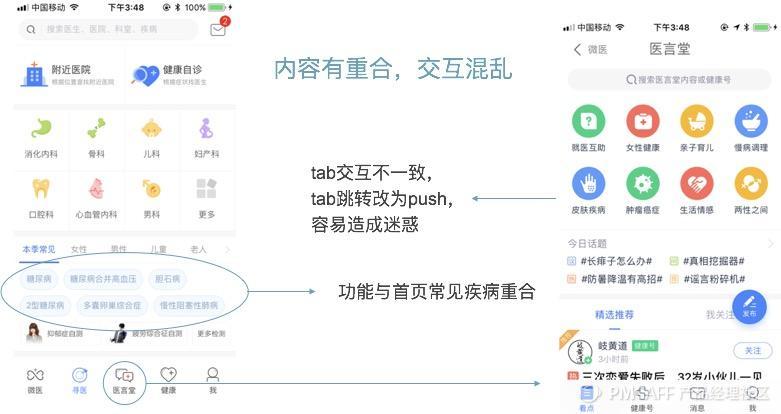 中国移动 下午3:48 100%
搜索医生、医院、科室、疾病
2
附近医院
根据位置查找附近医院
健康自诊
根据症状找医生
消化内科 骨科 儿科 妇产科
口腔科 心血管内科 男科 更多
本季常见 女性 男性 儿童 老人
糖尿病 糖尿病合并高血压 胆石病
2型糖尿病 多囊卵巢综合症 慢性阻塞性肺病
抑郁症自测 疲劳综合征自测 更多检测
微医 寻医 医言堂 健康 我
内容有重合，交互混乱
tab交互不一致，
tab跳转改为push，
容易造成迷惑
功能与首页常见疾病重合
中国移动 下午3:48
微医 医言堂
搜索医言堂内容或健康号
就医互助 女性健康 亲子育儿 慢病调理
皮肤疾病 肿瘤癌症 生活情感 两性之间
今日话题
#长痱子怎么办# #真相挖掘器#
#防暑降温有高招# #谣言粉碎机#
精选推荐 我关注
发布
岐黄道 健康号
3小时前
关注
三次恋爱失败后，32岁小伙儿一见
看点 健康号 消息 我